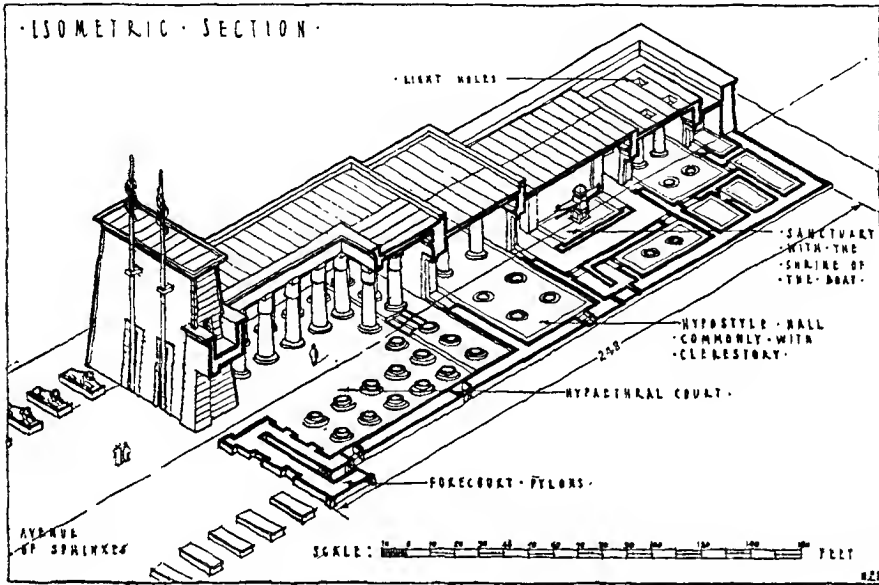 ·ISOMETRIC·SECTION·
·LIGHT HOLES
·SANCTUARY
·WITH·THE·
·SHRINE OF
·THE BOAT·
·HYPOSTYLE·HALL
·COMMONLY·WITH
·CLERESTORY·
248
·HYPAETHRAL COURT·
·FORECOURT·PYLONS·
AVENUE
OF SPHINXES
SCALE:
FEET